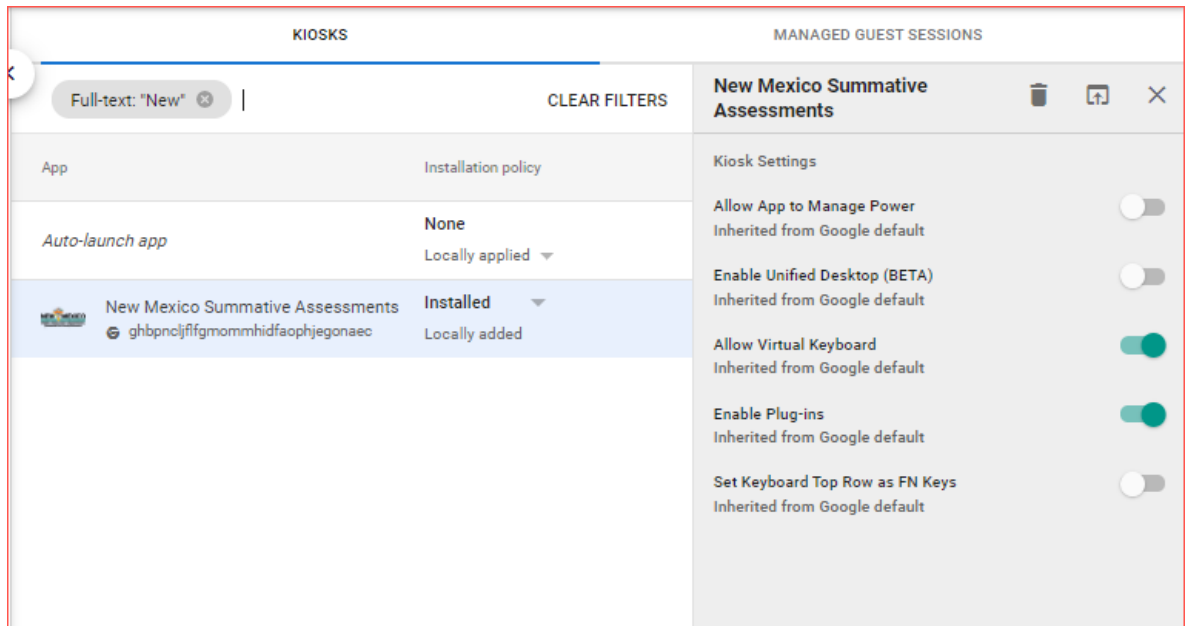 KIOSKS
MANAGED GUEST SESSIONS
Full-text: "New"
CLEAR FILTERS
App
Installation policy
Auto-launch app
None
Locally applied
New Mexico Summative Assessments
Installed
ghbpncljflfgmommhidfaophjegonaec
Locally added
New Mexico Summative
Assessments
Kiosk Settings
Allow App to Manage Power
Inherited from Google default
Enable Unified Desktop (BETA)
Inherited from Google default
Allow Virtual Keyboard
Inherited from Google default
Enable Plug-ins
Inherited from Google default
Set Keyboard Top Row as FN Keys
Inherited from Google default